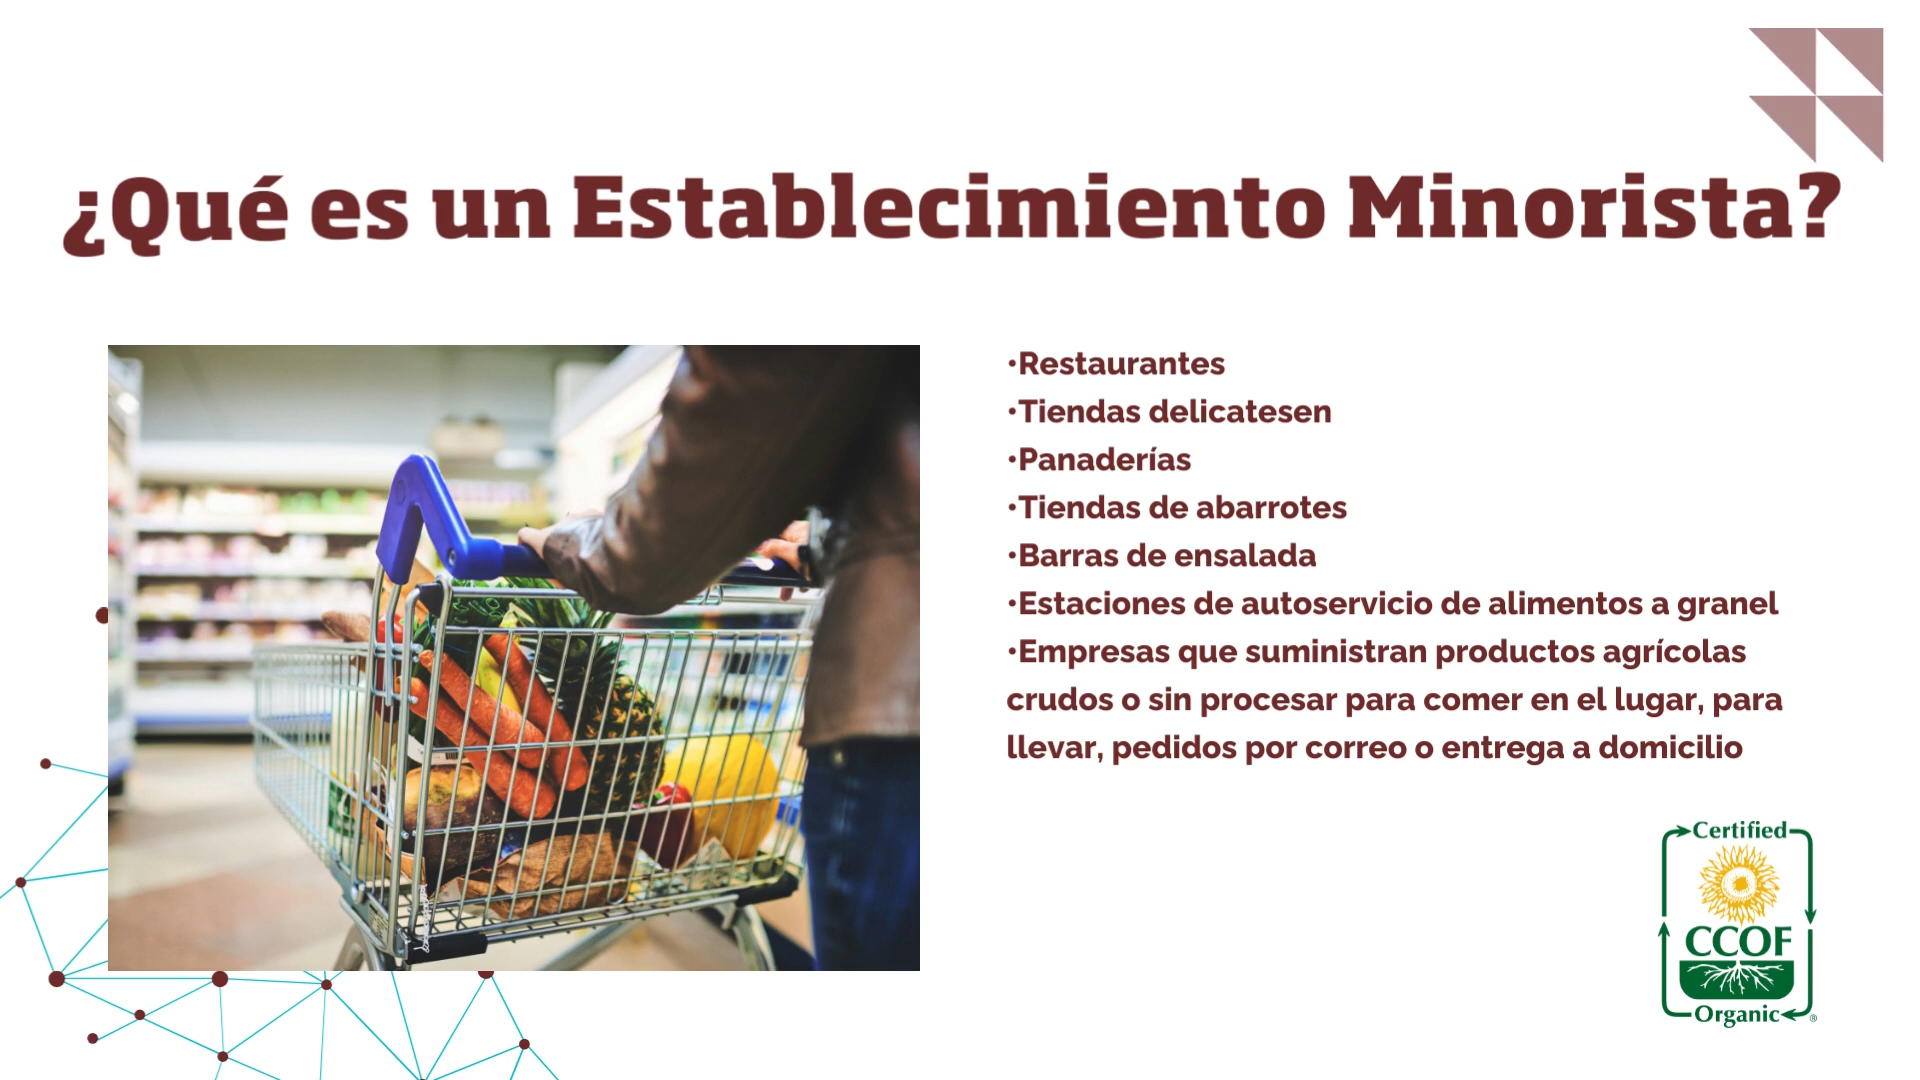 ¿Qué es un Establecimiento Minorista?
•Restaurantes
•Tiendas delicatesen
•Panaderías
•Tiendas de abarrotes
•Barras de ensalada
•Estaciones de autoservicio de alimentos a granel
•Empresas que suministran productos agrícolas
crudos o sin procesar para comer en el lugar, para
llevar, pedidos por correo o entrega a domicilio
Certified
CCOF
Organic®